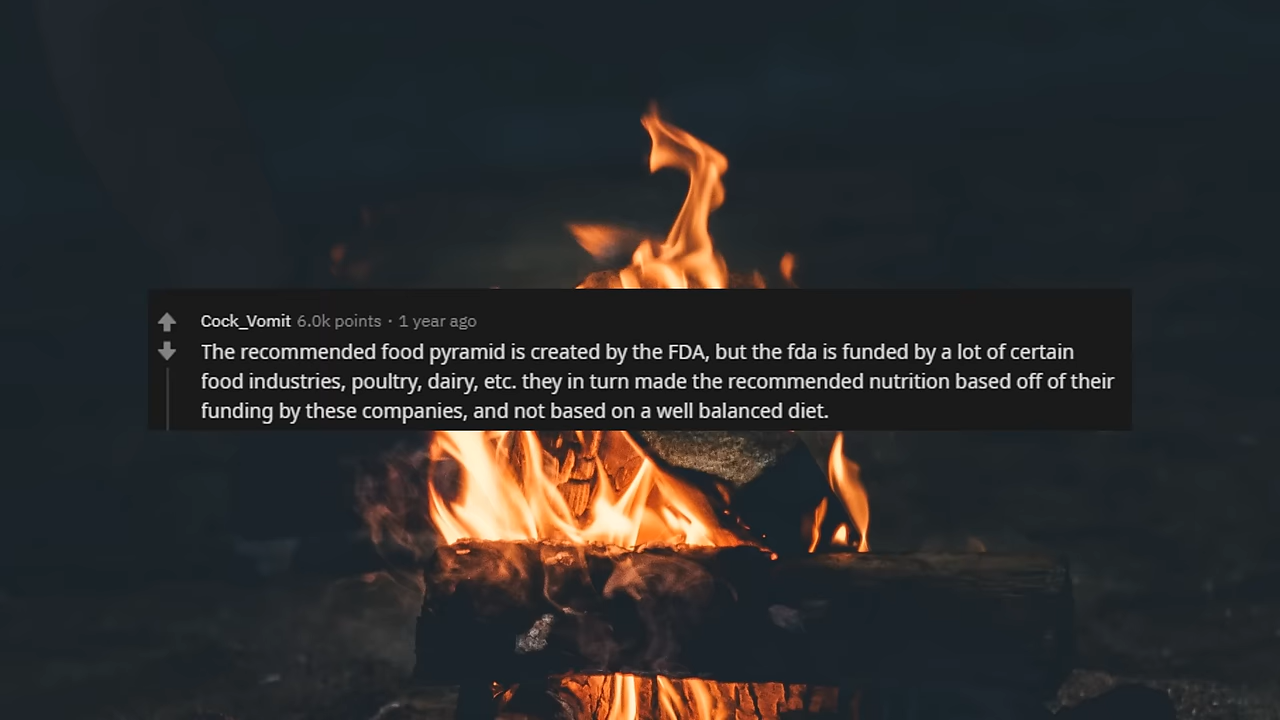 Cock_Vomit 6.0k points · 1 year ago
The recommended food pyramid is created by the FDA, but the fda is funded by a lot of certain
food industries, poultry, dairy, etc. they in turn made the recommended nutrition based off of their
funding by these companies, and not based on a well balanced diet.